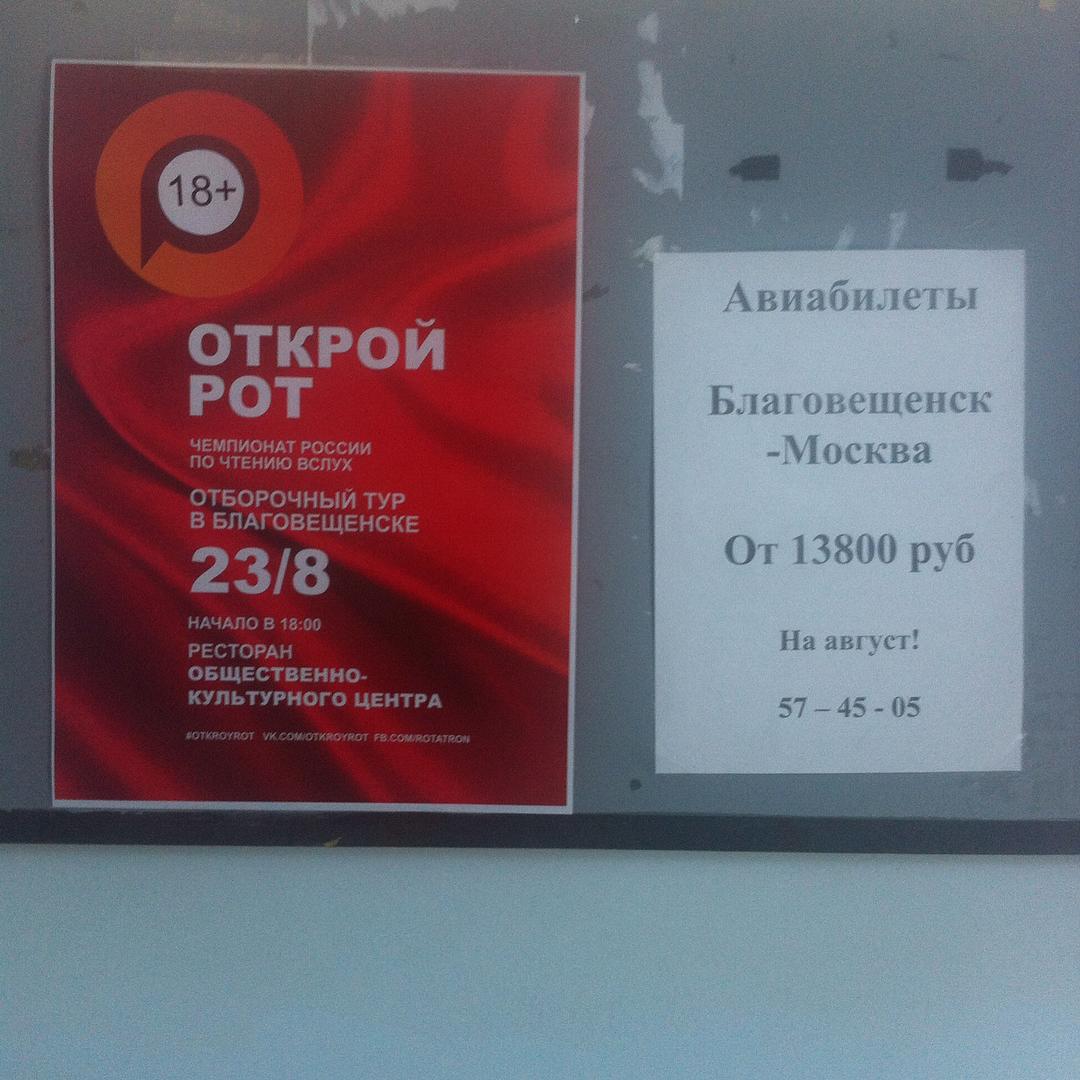 18+
ОТКРОЙ
РОТ
ЧЕМПИОНАТ РОССИИ
ПО ЧТЕНИЮ ВСЛУХ
ОТБОРОЧНЫЙ ТУР
В БЛАГОВЕЩЕНСКЕ
23/8
НАЧАЛО В 18:00
РЕСТОРАН
ОБЩЕСТВЕННО-
КУЛЬТУРНОГО ЦЕНТРА
#OTKROYROT VK.COM/OTKROYROT FB.COM/ROTATRON
Авиабилеты
Благовещенск
-Москва
От 13800 руб
На август!
57 – 45 - 05